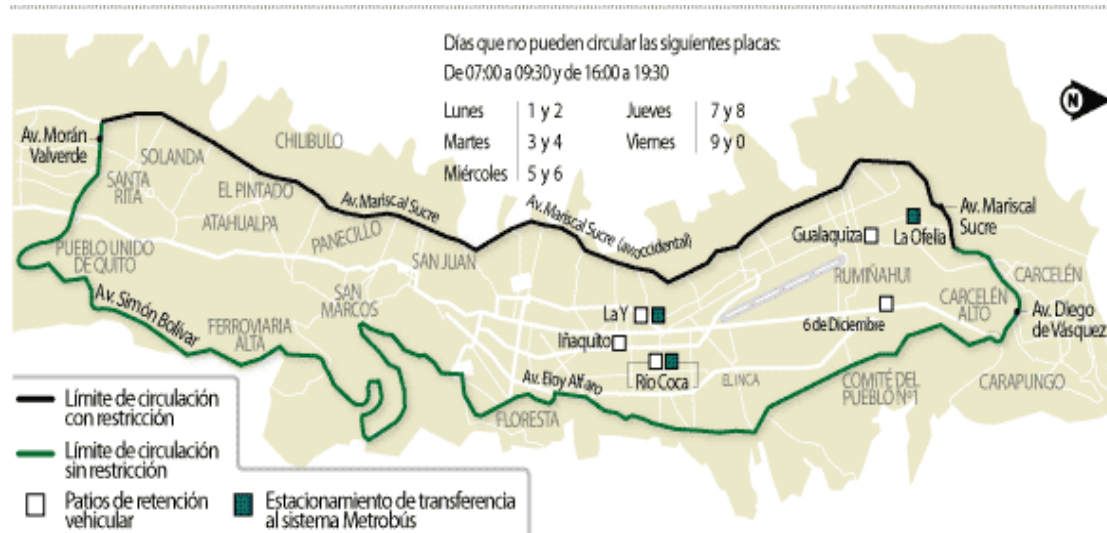 Días que no pueden circular las siguientes placas:
De 07:00 a 09:30 y de 16:00 a 19:30
Lunes 1 y 2 Jueves 7 y 8
Martes 3 y 4 Viernes 9 y 0
Miércoles 5 y 6
N
Av. Morán
Valverde
SOLANDA
CHILIBULO
SANTA
RITA
EL PINTADO
ATAHUALPA
Av. Mariscal Sucre
PANECILLO
Av. Mariscal Sucre (av. occidental)
SAN JUAN
PUEBLO UNIDO
DE QUITO
Av. Simón Bolívar
FERROVIARIA
ALTA
SAN
MARCOS
Gualaquiza
La Ofelia
Av. Mariscal
Sucre
RUMIÑAHUI
CARCELÉN
CARCELÉN
ALTO
Av. Diego
de Vásquez
La Y
Iñaquito
6 de Diciembre
Río Coca
Av. Eloy Alfaro
EL INCA
FLORESTA
COMITÉ DEL
PUEBLO Nº1
CARAPUNGO
Límite de circulación
con restricción
Límite de circulación
sin restricción
Patios de retención
vehicular
Estacionamiento de transferencia
al sistema Metrobús